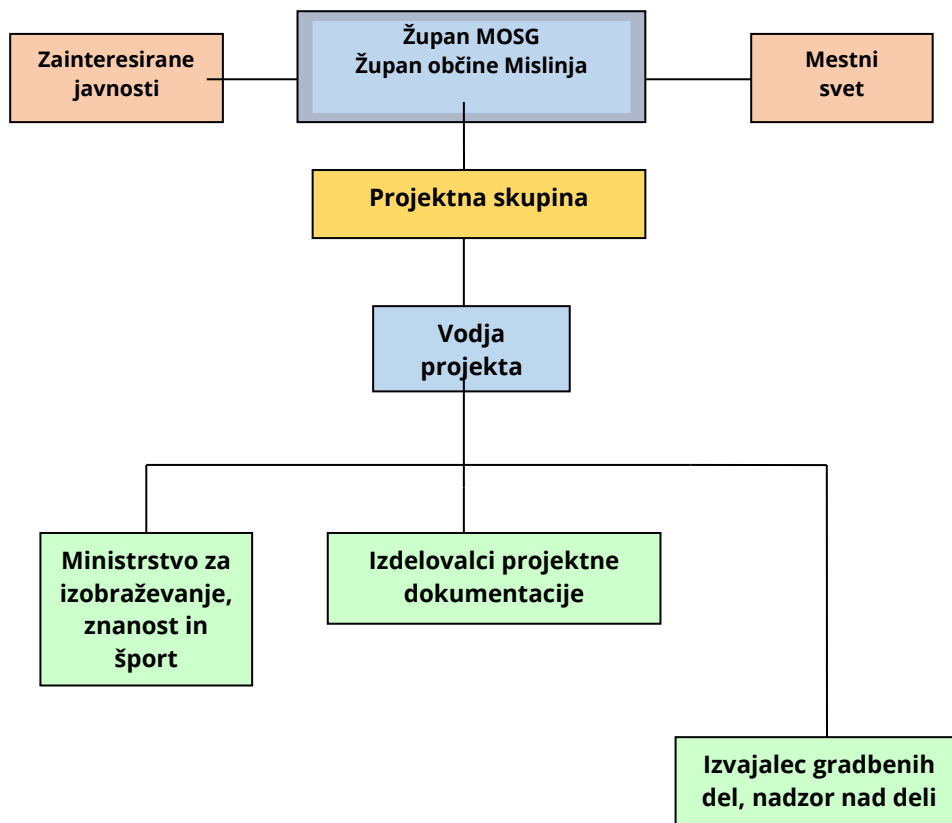 Zainteresirane
javnosti
Župan MOSG
Župan občine Mislinja
Mestni
svet
Projektna skupina
Vodja
projekta
Ministrstvo za
izobraževanje,
znanost in
šport
Izdelovalci projektne
dokumentacije
Izvajalec gradbenih
del, nadzor nad deli